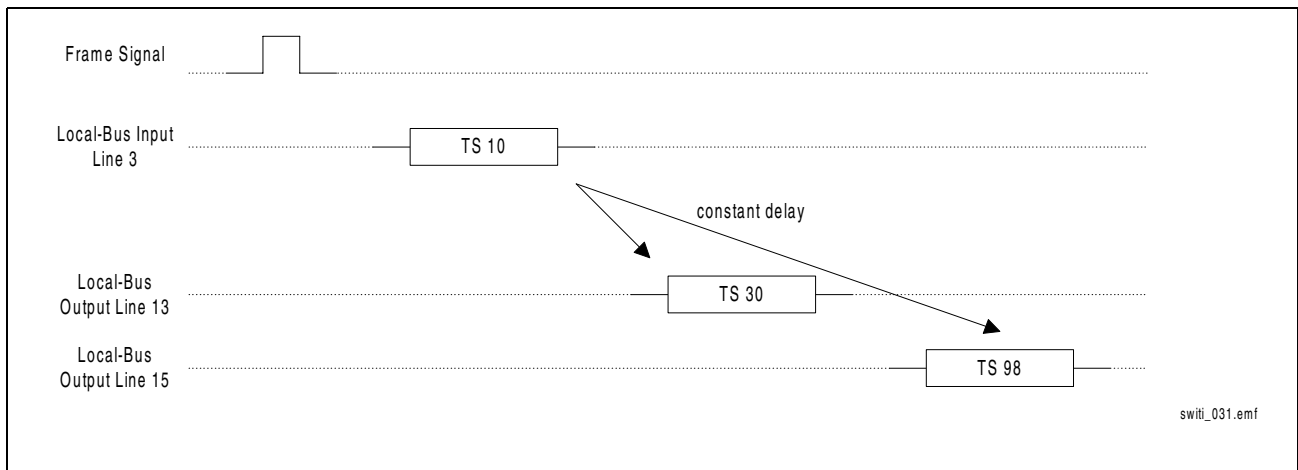 Frame Signal
Local-Bus Input
Line 3
TS 10
constant delay
Local-Bus
Output Line 13
TS 30
Local-Bus
Output Line 15
TS 98
switi_031.emf